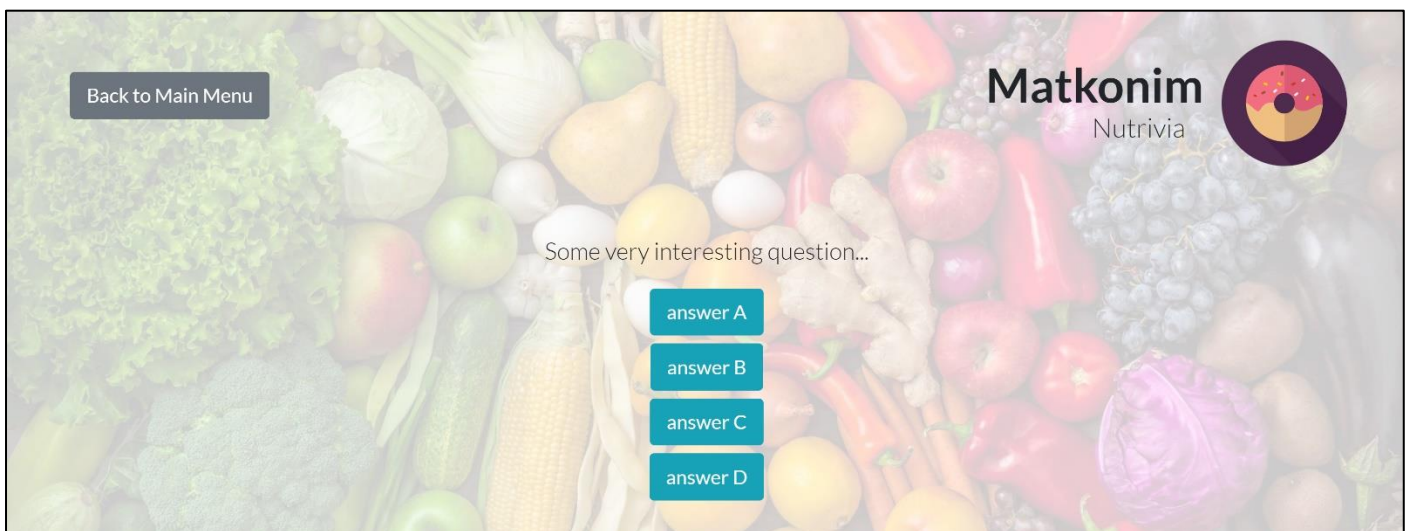 Back to Main Menu
Matkonim
Nutrivia
Some very interesting question...
answer A
answer B
answer C
answer D